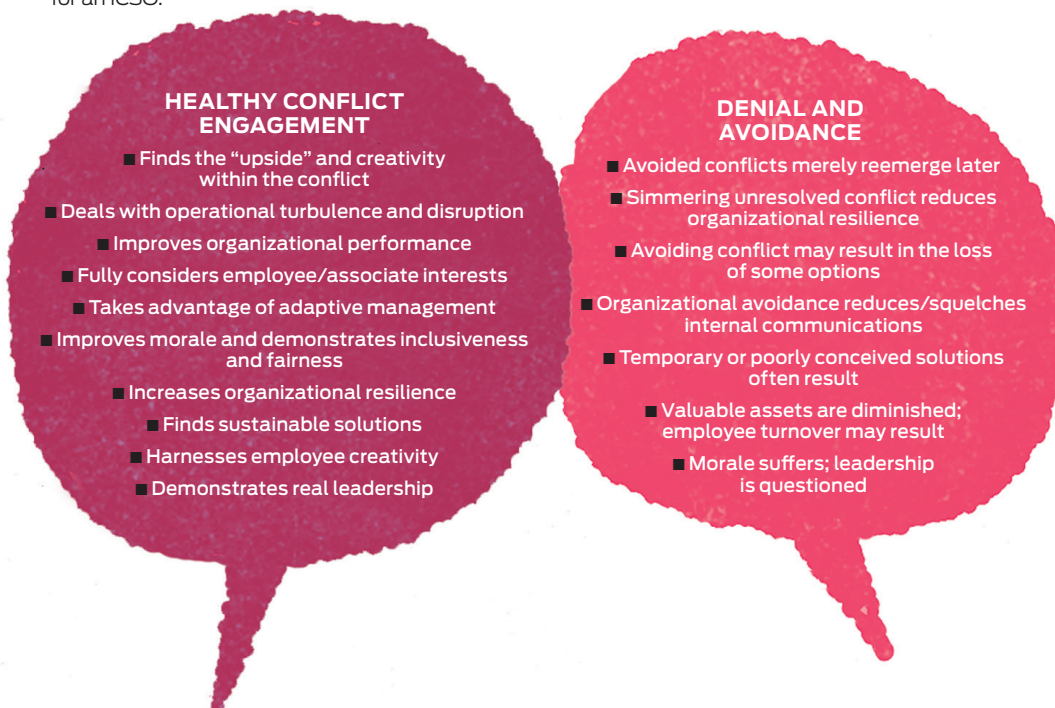 for an CSO.
HEALTHY CONFLICT
ENGAGEMENT
■ Finds the “upside” and creativity
within the conflict
■ Deals with operational turbulence and disruption
■ Improves organizational performance
■ Fully considers employee/associate interests
■ Takes advantage of adaptive management
■ Improves morale and demonstrates inclusiveness
and fairness
■ Increases organizational resilience
■ Finds sustainable solutions
■ Harnesses employee creativity
■ Demonstrates real leadership
DENIAL AND
AVOIDANCE
■ Avoided conflicts merely reemerge later
■ Simmering unresolved conflict reduces
organizational resilience
■ Avoiding conflict may result in the loss
of some options
■ Organizational avoidance reduces/squelches
internal communications
■ Temporary or poorly conceived solutions
often result
■ Valuable assets are diminished;
employee turnover may result
■ Morale suffers; leadership
is questioned